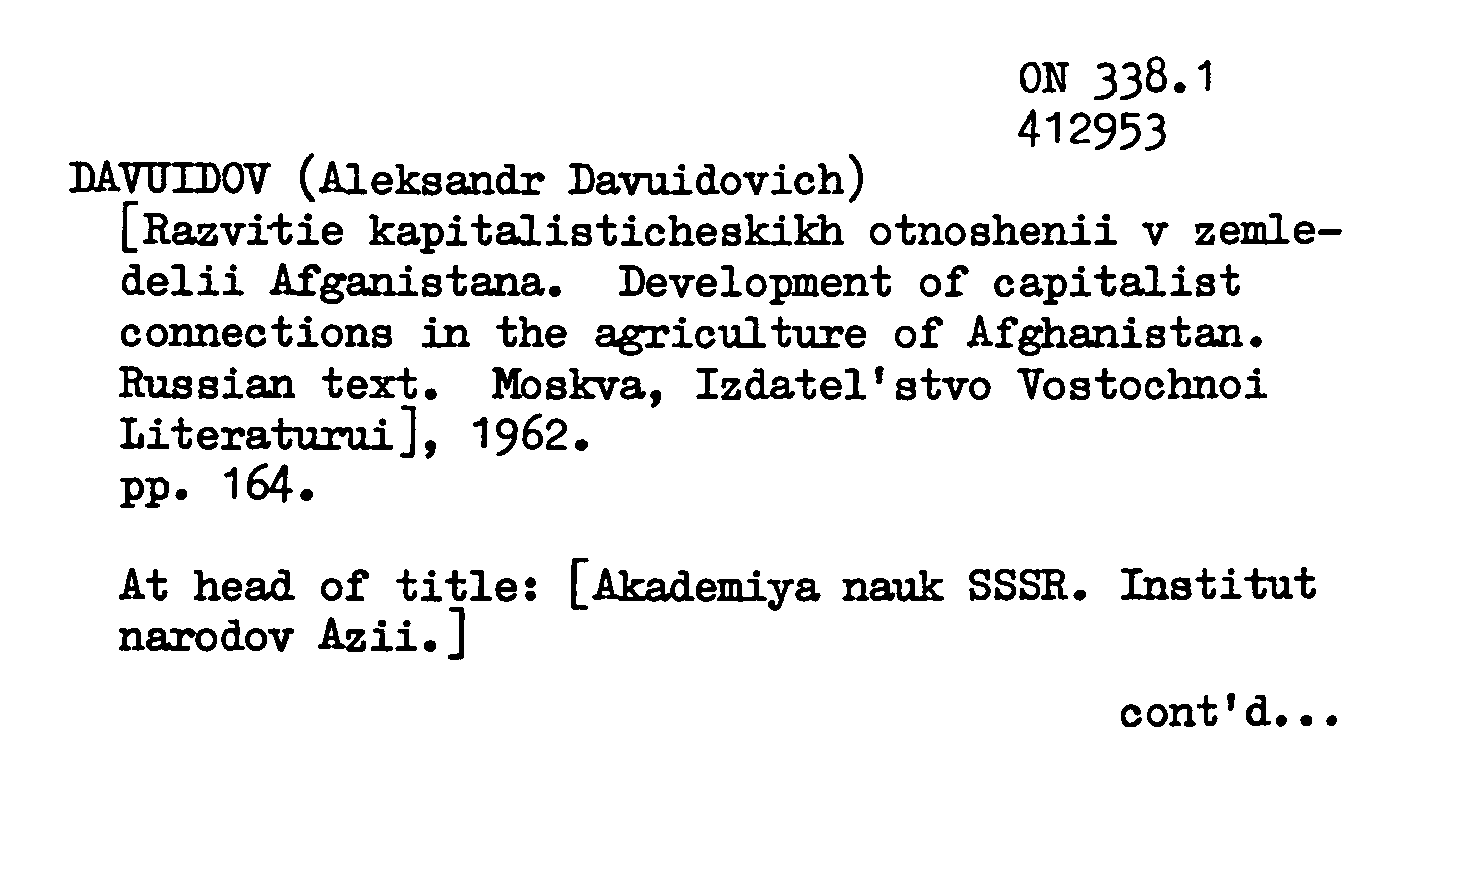 ON 338.1
412953
DAVUIDOV (Aleksandr Davuidovich)
[Razvitie kapitalisticheskikh otnoshenii v zemle-
delii Afganistana. Development of capitalist
connections in the agriculture of Afghanistan.
Russian text. Moskva, Izdatel'stvo Vostochnoi
Literaturui], 1962.
pp. 164.
At head of title: [Akademiya nauk SSSR. Institut
narodov Azii.]
cont'd...